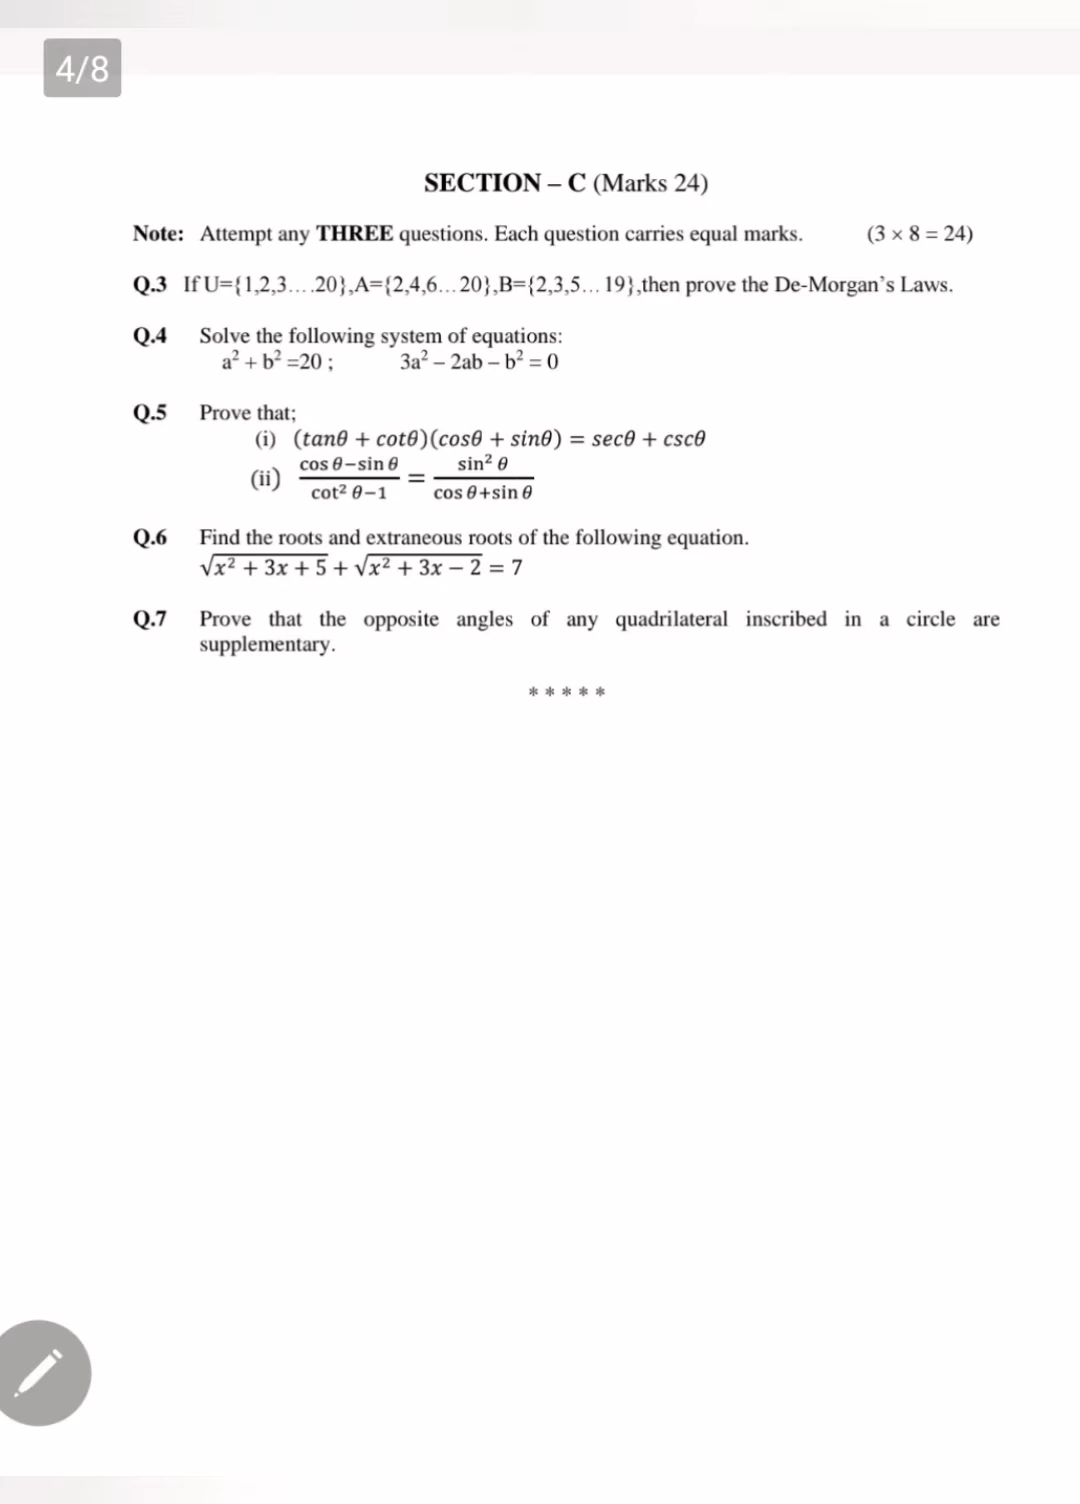 4/8
SECTION – C (Marks 24)
Note: Attempt any THREE questions. Each question carries equal marks. (3 × 8 = 24)
Q.3 If U={1,2,3….20},A={2,4,6…20},B={2,3,5…19},then prove the De-Morgan’s Laws.
Q.4 Solve the following system of equations:
a² + b² =20 ; 3a² – 2ab – b² = 0
Q.5 Prove that;
(i) (tanθ + cotθ)(cosθ + sinθ) = secθ + cscθ
(ii) (cos θ−sin θ)/(cot² θ−1) = (sin² θ)/(cos θ+sin θ)
Q.6 Find the roots and extraneous roots of the following equation.
√(x² + 3x + 5) + √(x² + 3x − 2) = 7
Q.7 Prove that the opposite angles of any quadrilateral inscribed in a circle are
supplementary.
* * * * *